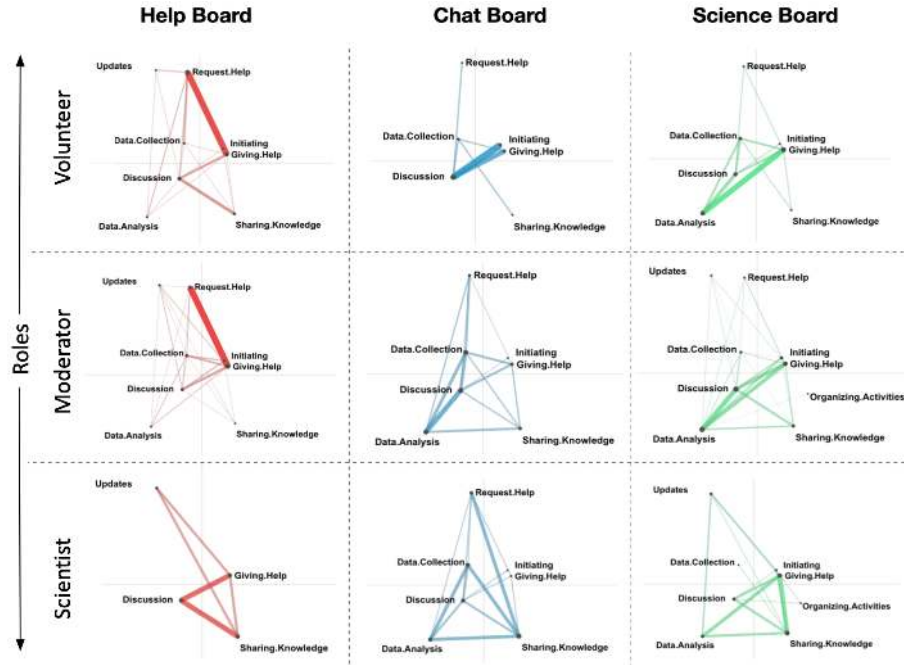 Help Board
Chat Board
Science Board
Roles
Volunteer
Updates
Request.Help
Data.Collection
Initiating
Giving.Help
Discussion
Data.Analysis
Sharing.Knowledge
Request.Help
Data.Collection
Initiating
Giving.Help
Discussion
Sharing.Knowledge
Request.Help
Data.Collection
Initiating
Giving.Help
Discussion
Data.Analysis
Sharing.Knowledge
Moderator
Updates
Request.Help
Data.Collection
Initiating
Giving.Help
Discussion
Data.Analysis
Sharing.Knowledge
Request.Help
Data.Collection
Initiating
Giving.Help
Discussion
Data.Analysis
Sharing.Knowledge
Updates
Request.Help
Data.Collection
Initiating
Giving.Help
Discussion
Organizing.Activities
Data.Analysis
Sharing.Knowledge
Scientist
Updates
Giving.Help
Discussion
Sharing.Knowledge
Request.Help
Data.Collection
Initiating
Giving.Help
Discussion
Data.Analysis
Sharing.Knowledge
Updates
Data.Collection
Initiating
Giving.Help
Discussion
Organizing.Activities
Data.Analysis
Sharing.Knowledge